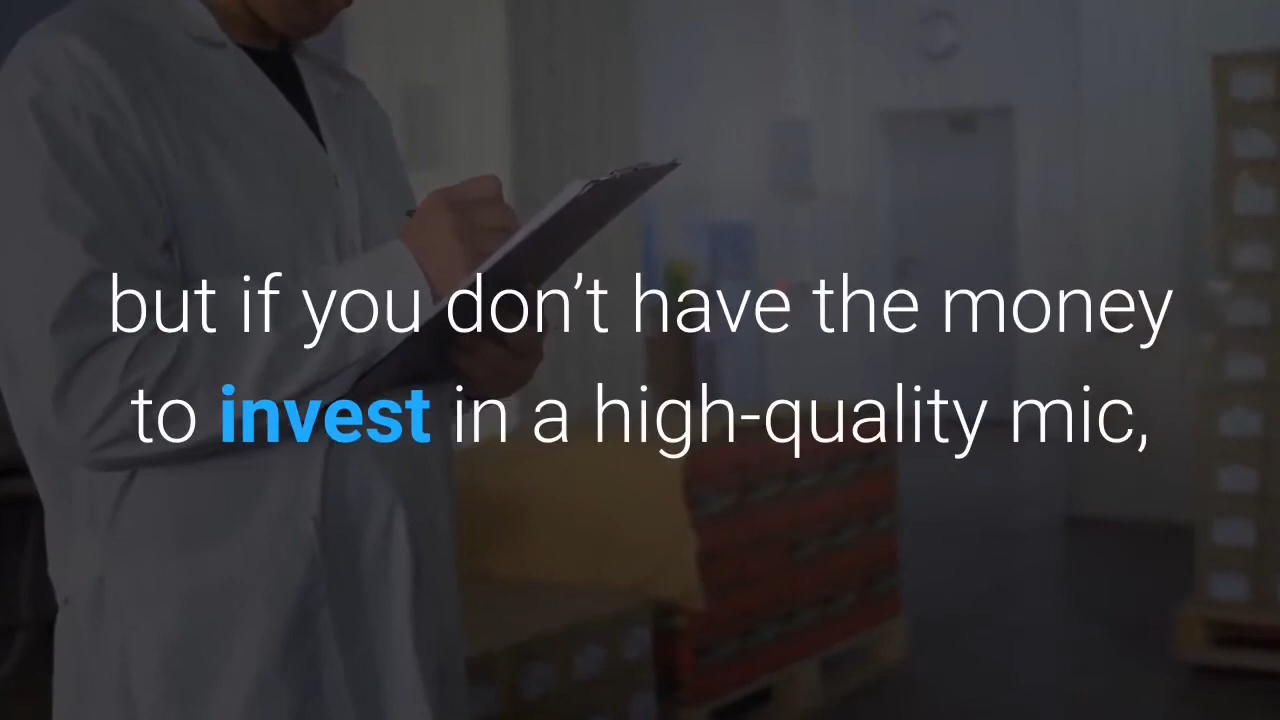 but if you don’t have the money
to invest in a high-quality mic,